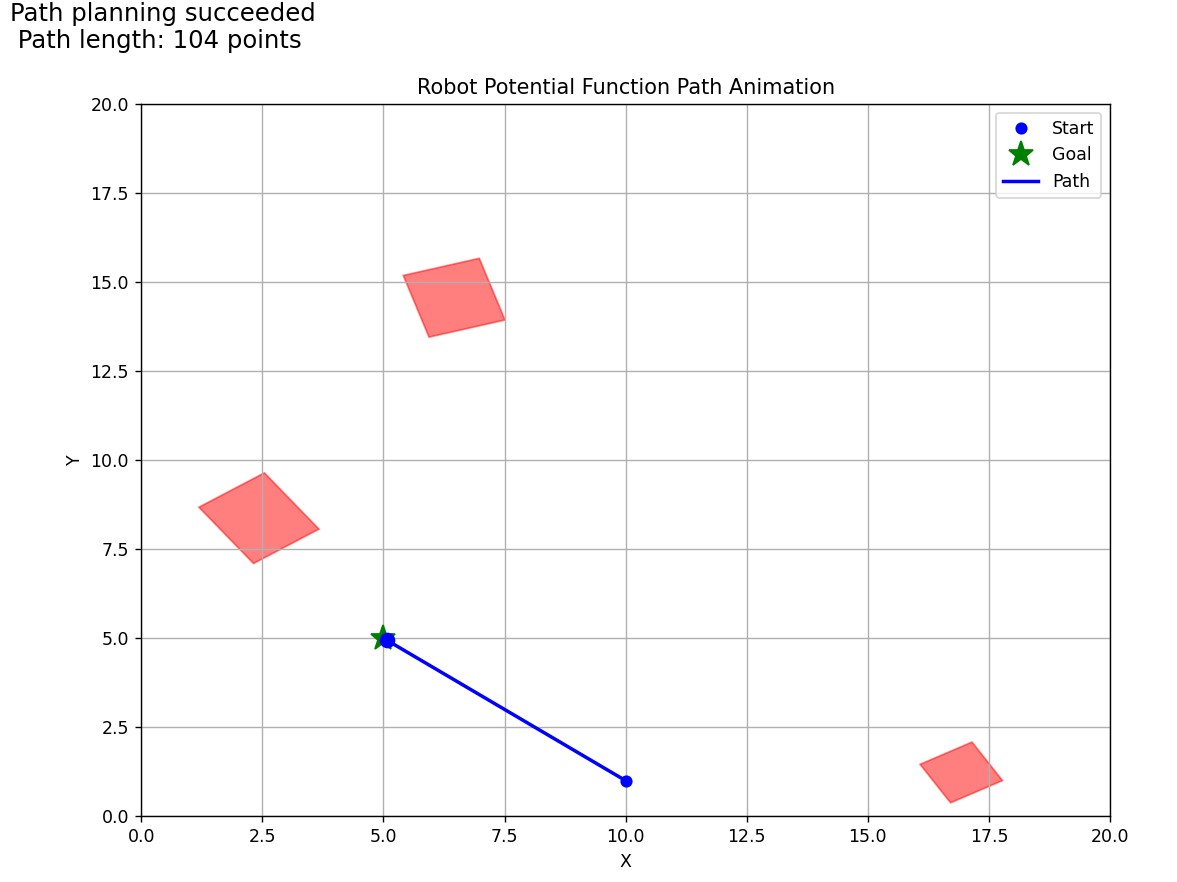 Path planning succeeded
Path length: 104 points
Robot Potential Function Path Animation
20.0
17.5
15.0
12.5
10.0
7.5
5.0
2.5
0.0
Y
Start
Goal
Path
0.0 2.5 5.0 7.5 10.0 12.5 15.0 17.5 20.0
X